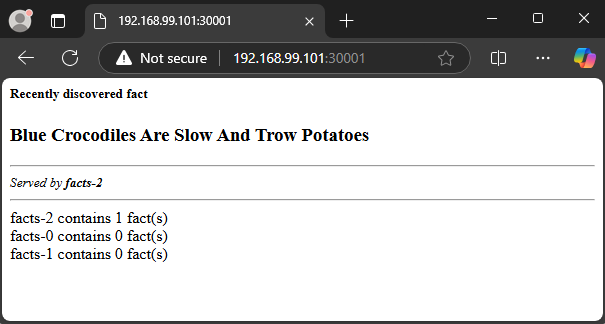 192.168.99.101:30001
Not secure
192.168.99.101:30001
Recently discovered fact
Blue Crocodiles Are Slow And Trow Potatoes
Served by facts-2
facts-2 contains 1 fact(s)
facts-0 contains 0 fact(s)
facts-1 contains 0 fact(s)